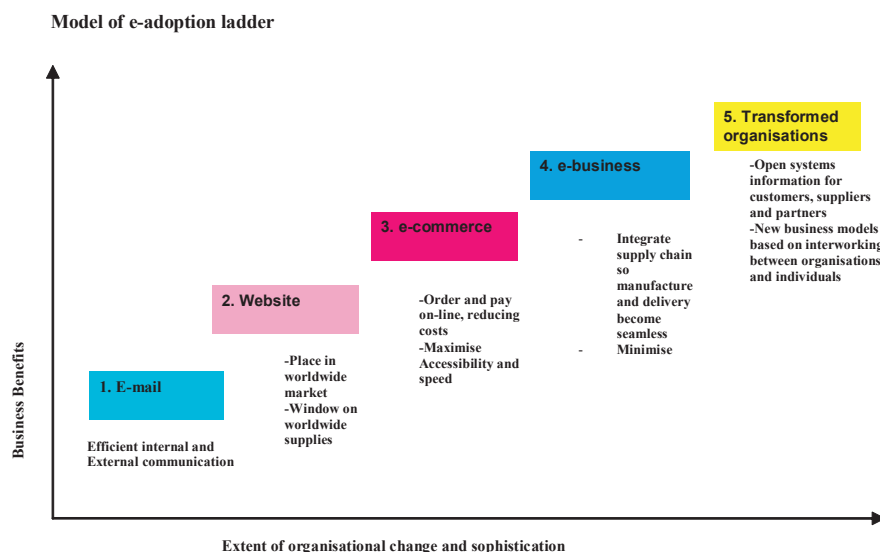 Model of e-adoption ladder
Business Benefits
1. E-mail
Efficient internal and
External communication
2. Website
-Place in
worldwide
market
-Window on
worldwide
supplies
3. e-commerce
-Order and pay
on-line, reducing
costs
-Maximise
Accessibility and
speed
4. e-business
- Integrate
supply chain
so
manufacture
and delivery
become
seamless
- Minimise
5. Transformed
organisations
-Open systems
information for
customers, suppliers
and partners
-New business models
based on interworking
between organisations
and individuals
Extent of organisational change and sophistication